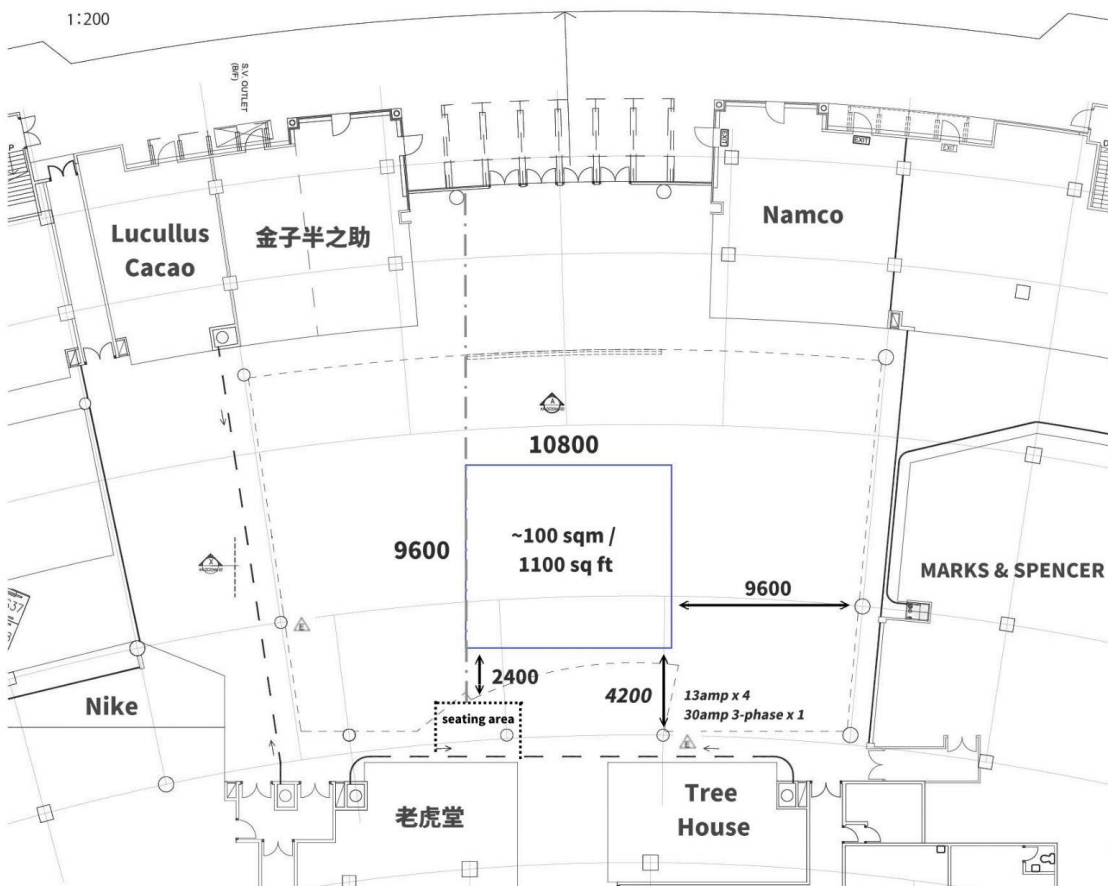 1:200
S.V. OUTLET
(B/F)
Lucullus
Cacao
金子半之助
EXIT
EXIT
EXIT
Namco
A
10800
9600
~100 sqm /
1100 sq ft
X
9600
MARKS & SPENCER
E
2400
4200
13amp x 4
30amp 3-phase x 1
Nike
seating area
E
老虎堂
Tree
House